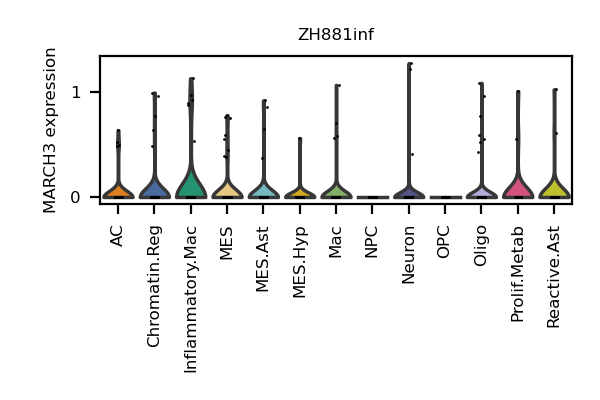 ZH881inf
MARCH3 expression
1
0
AC
Chromatin.Reg
Inflammatory.Mac
MES
MES.Ast
MES.Hyp
Mac
NPC
Neuron
OPC
Oligo
Prolif.Metab
Reactive.Ast